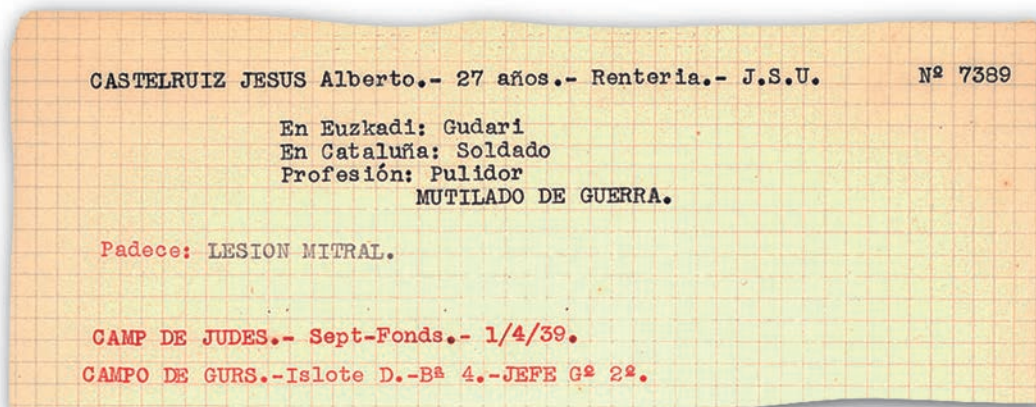 CASTELRUIZ JESUS Alberto.- 27 años.- Renteria.- J.S.U. Nº 7389
En Euzkadi: Gudari
En Cataluña: Soldado
Profesión: Pulidor
MUTILADO DE GUERRA.
Padece: LESION MITRAL.
CAMP DE JUDES.- Sept-Fonds.- 1/4/39.
CAMPO DE GURS.-Islote D.-Bª 4.-JEFE Gº 2º.